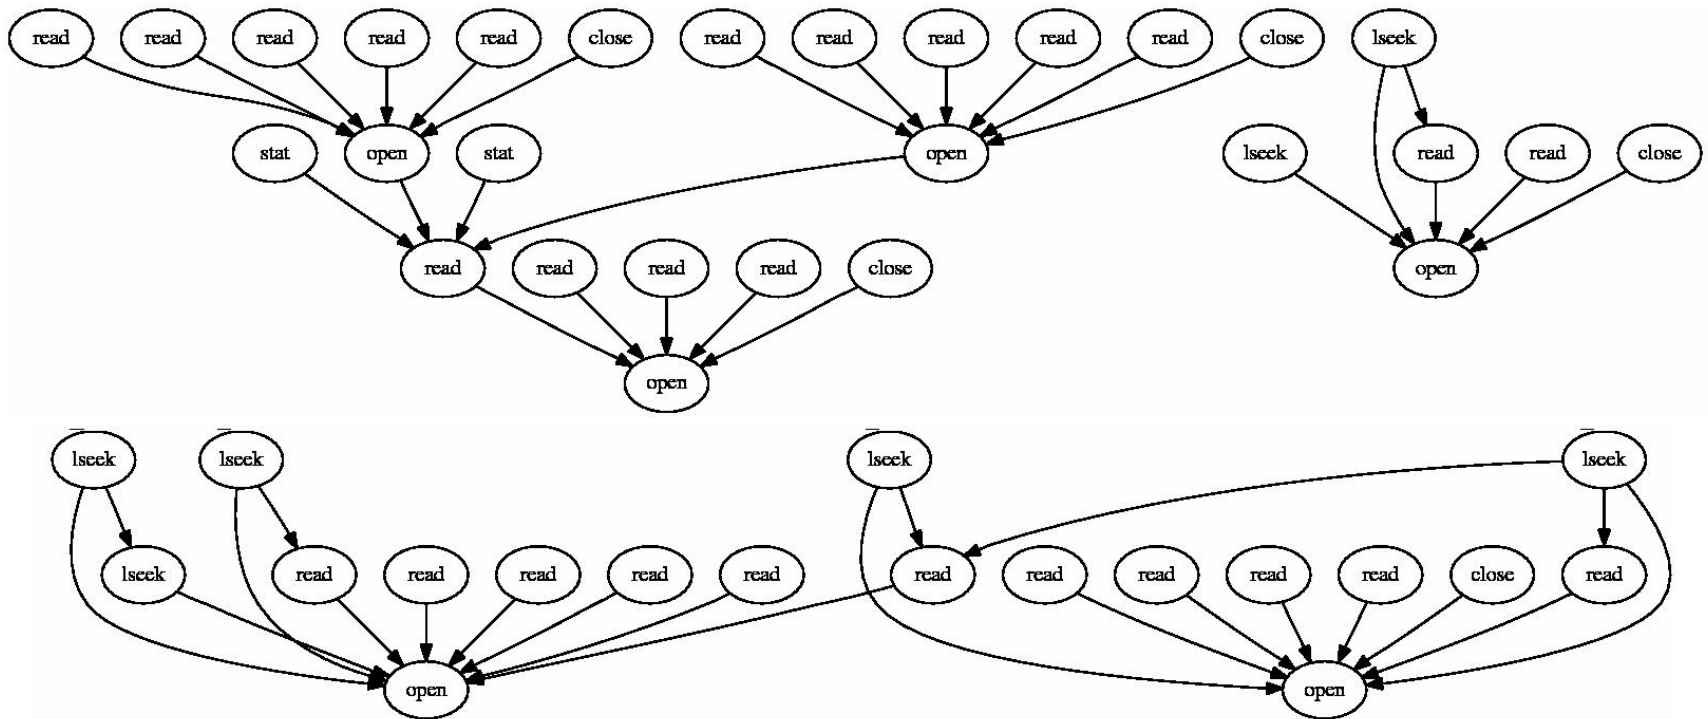 read read read read read close read read read read read close lseek
stat open stat open lseek read read close
read read read read close open
open
lseek lseek lseek lseek
lseek read read read read read read read read read read close read
open open